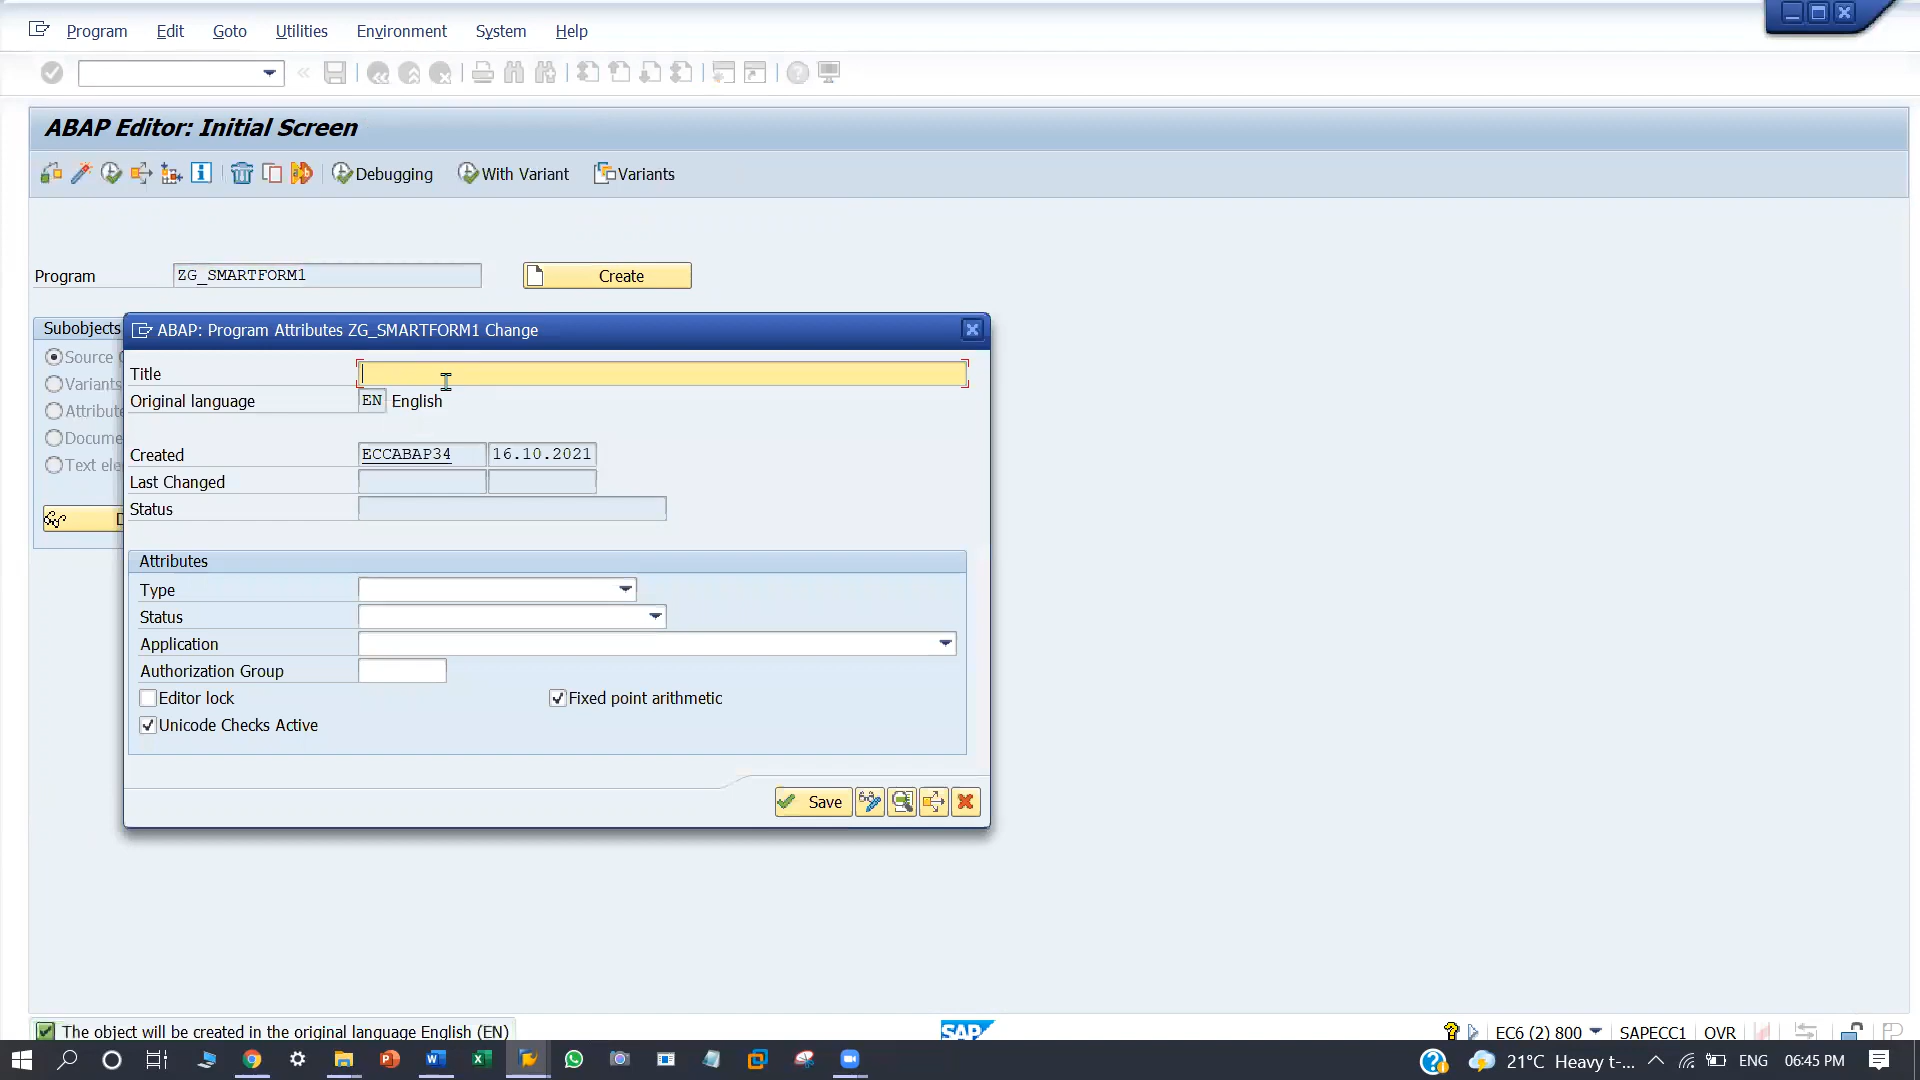 Program Edit Goto Utilities Environment System Help
ABAP Editor: Initial Screen
Debugging With Variant Variants
Program ZG_SMARTFORM1 Create
Subobjects
ABAP: Program Attributes ZG_SMARTFORM1 Change
Source
Title
Variants
Original language EN English
Created ECCABAP34 16.10.2021
Last Changed
Status
Attributes
Type
Status
Application
Authorization Group
Editor lock Fixed point arithmetic
Unicode Checks Active
Save
The object will be created in the original language English (EN)
SAP
EC6 (2) 800 SAPECC1 OVR
21°C Heavy t-... ENG 06:45 PM